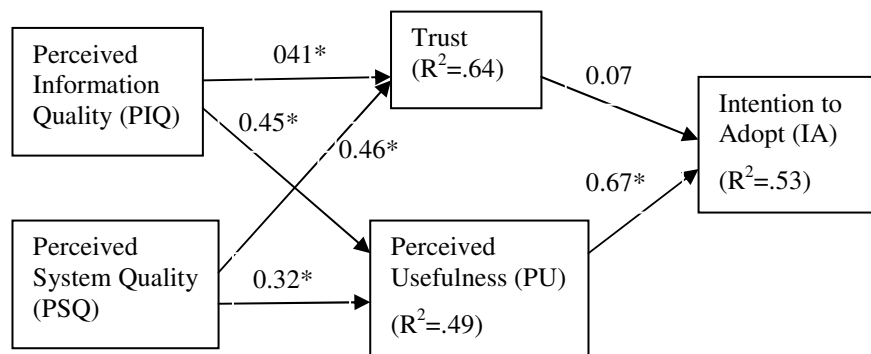 Perceived
Information
Quality (PIQ)
041*
Trust
(R²=.64)
0.07
Intention to
Adopt (IA)
(R²=.53)
0.45*
0.46*
0.67*
Perceived
System Quality
(PSQ)
0.32*
Perceived
Usefulness (PU)
(R²=.49)